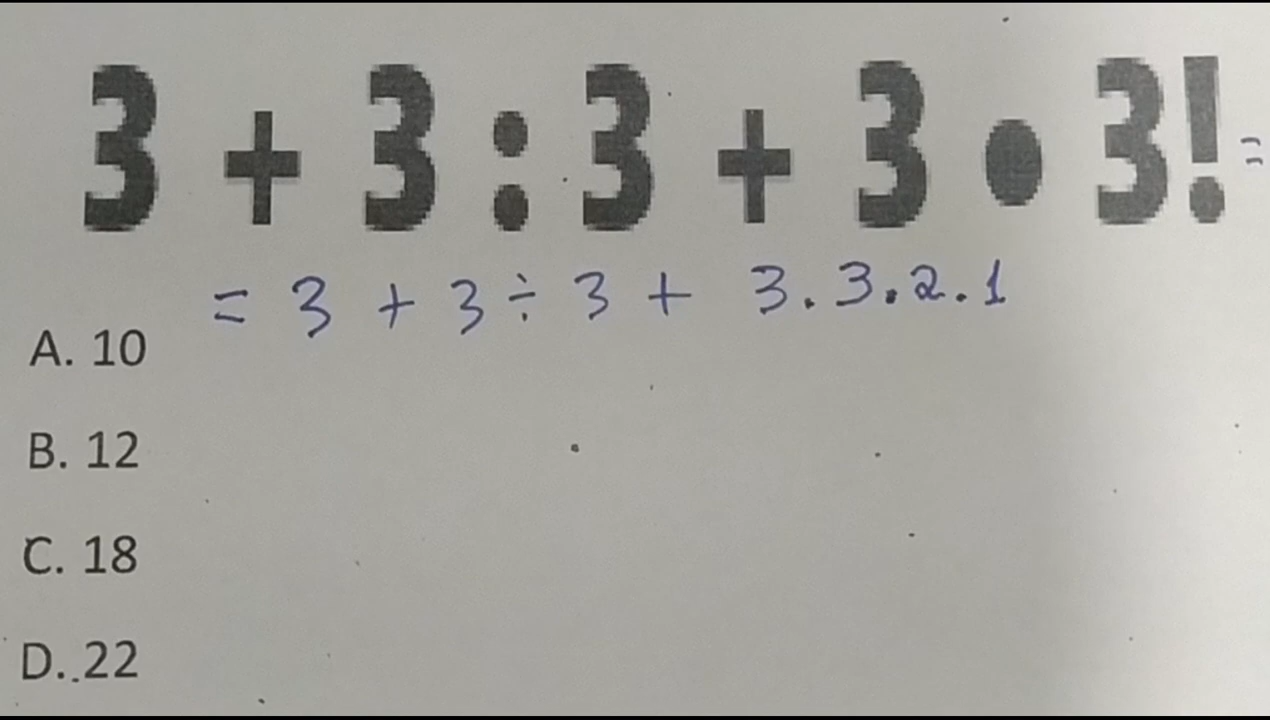 3 + 3 : 3 + 3 • 3! =
= 3 + 3 ÷ 3 + 3.3.2.1
A. 10
B. 12
C. 18
D. 22